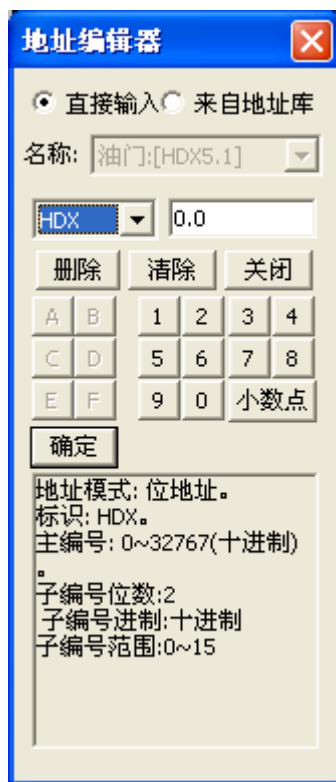 地址编辑器
直接输入 来自地址库
名称: 油门:[HDX5.1]
HDX 0.0
删除 清除 关闭
A B 1 2 3 4
C D 5 6 7 8
E F 9 0 小数点
确定
地址模式: 位地址。
标识: HDX。
主编号: 0~32767(十进制)
。
子编号位数:2
子编号进制:十进制
子编号范围:0~15